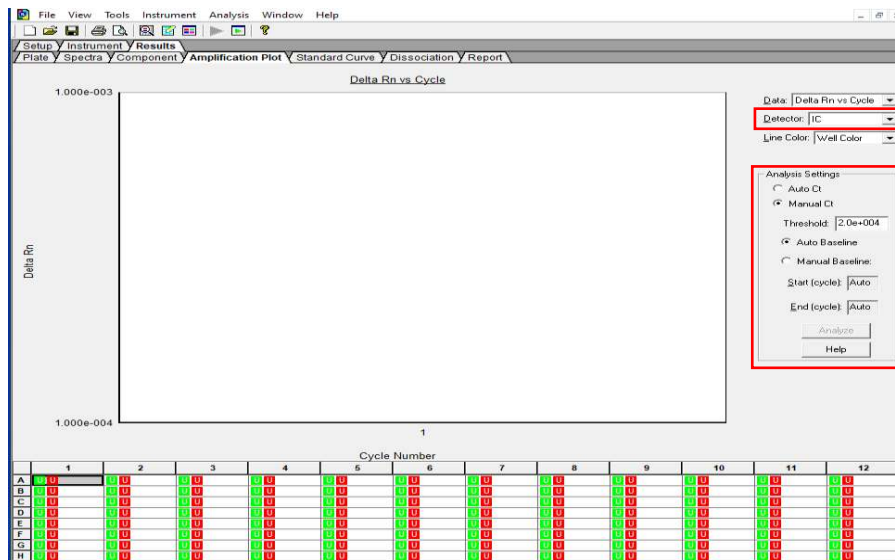 File View Tools Instrument Analysis Window Help
Setup Instrument Results
Plate Spectra Component Amplification Plot Standard Curve Dissociation Report
Delta Rn vs Cycle
1.000e-003
Delta Rn
1.000e-004
1
Cycle Number
Data: Delta Rn vs Cycle
Detector: IC
Line Color: Well Color
Analysis Settings
Auto Ct
Manual Ct
Threshold: 2.0e+004
Auto Baseline
Manual Baseline:
Start (cycle): Auto
End (cycle): Auto
Analyze
Help
1 2 3 4 5 6 7 8 9 10 11 12
A U U U U U U U U U U U U U U U U U U U U U U U U
B U U U U U U U U U U U U U U U U U U U U U U U U
C U U U U U U U U U U U U U U U U U U U U U U U U
D U U U U U U U U U U U U U U U U U U U U U U U U
E U U U U U U U U U U U U U U U U U U U U U U U U
F U U U U U U U U U U U U U U U U U U U U U U U U
G U U U U U U U U U U U U U U U U U U U U U U U U
H U U U U U U U U U U U U U U U U U U U U U U U U